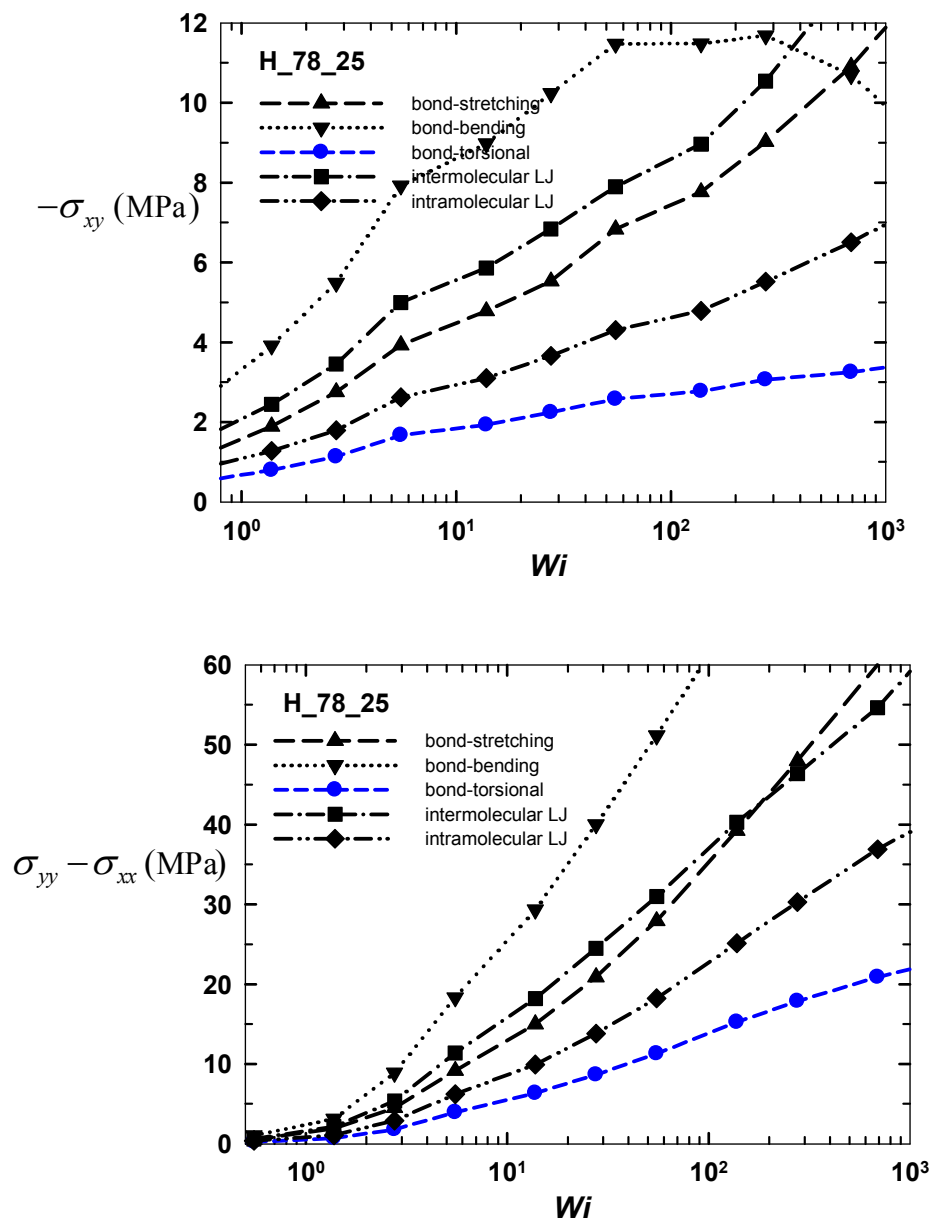 12
10
8
6
4
2
0
−σxy (MPa)
H_78_25
bond-stretching
bond-bending
bond-torsional
intermolecular LJ
intramolecular LJ
10⁰ 10¹ 10² 10³
Wi
60
50
40
30
20
10
0
σyy − σxx (MPa)
H_78_25
bond-stretching
bond-bending
bond-torsional
intermolecular LJ
intramolecular LJ
10⁰ 10¹ 10² 10³
Wi